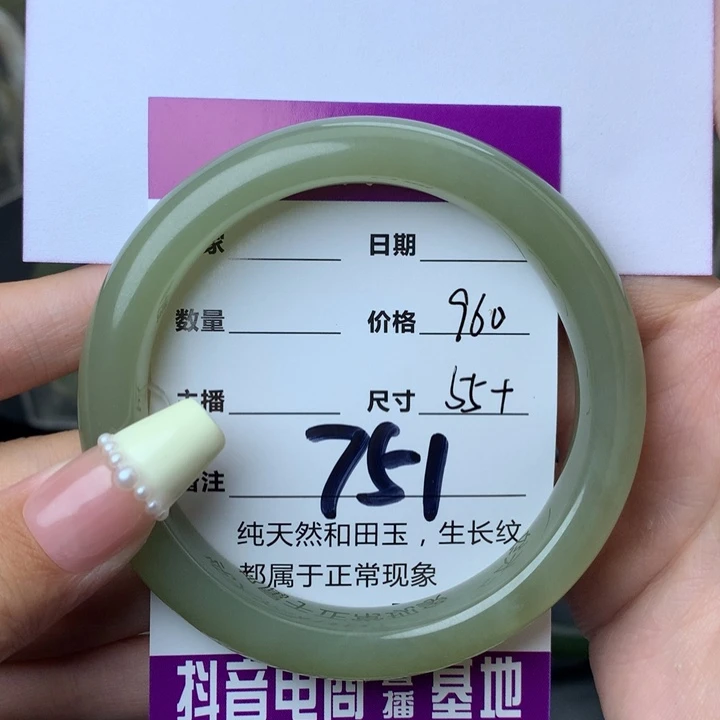 家 日期
数量 价格 960
主播 尺寸 55+
备注 751
纯天然和田玉，生长纹
都属于正常现象
抖音电商直播基地